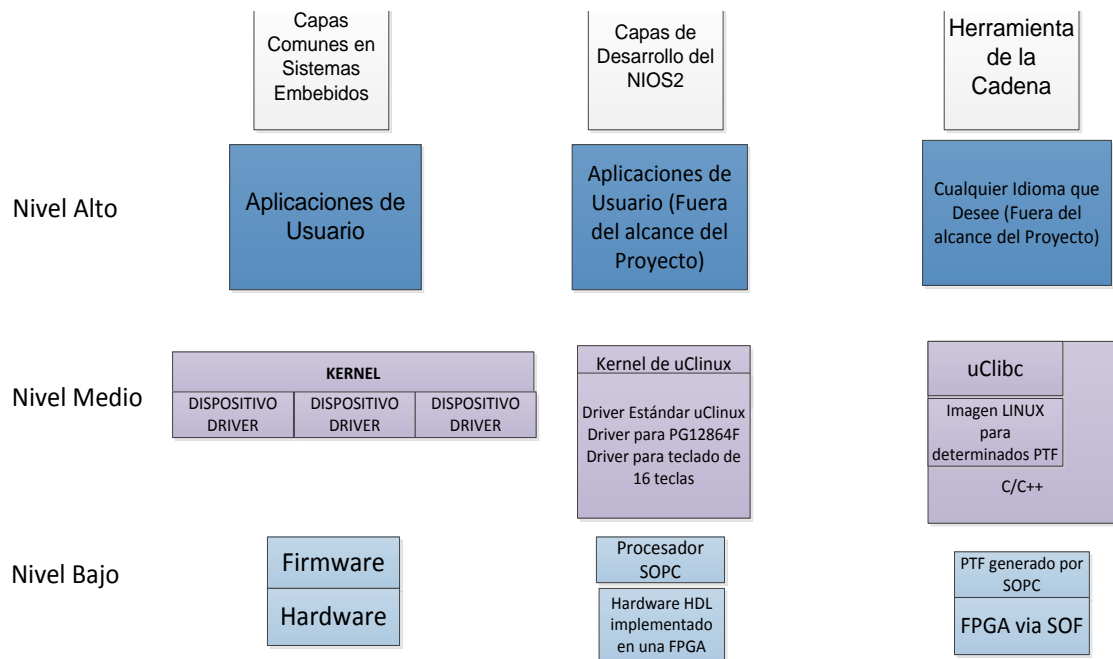 Capas
Comunes en
Sistemas
Embebidos
Capas de
Desarrollo del
NIOS2
Herramienta
de la
Cadena
Nivel Alto
Aplicaciones de
Usuario
Aplicaciones de
Usuario (Fuera
del alcance del
Proyecto)
Cualquier Idioma que
Desee (Fuera del
alcance del Proyecto)
Nivel Medio
KERNEL
DISPOSITIVO
DRIVER
DISPOSITIVO
DRIVER
DISPOSITIVO
DRIVER
Kernel de uClinux
Driver Estándar uClinux
Driver para PG12864F
Driver para teclado de
16 teclas
uClibc
Imagen LINUX
para
determinados PTF
C/C++
Nivel Bajo
Firmware
Hardware
Procesador
SOPC
Hardware HDL
implementado
en una FPGA
PTF generado por
SOPC
FPGA via SOF